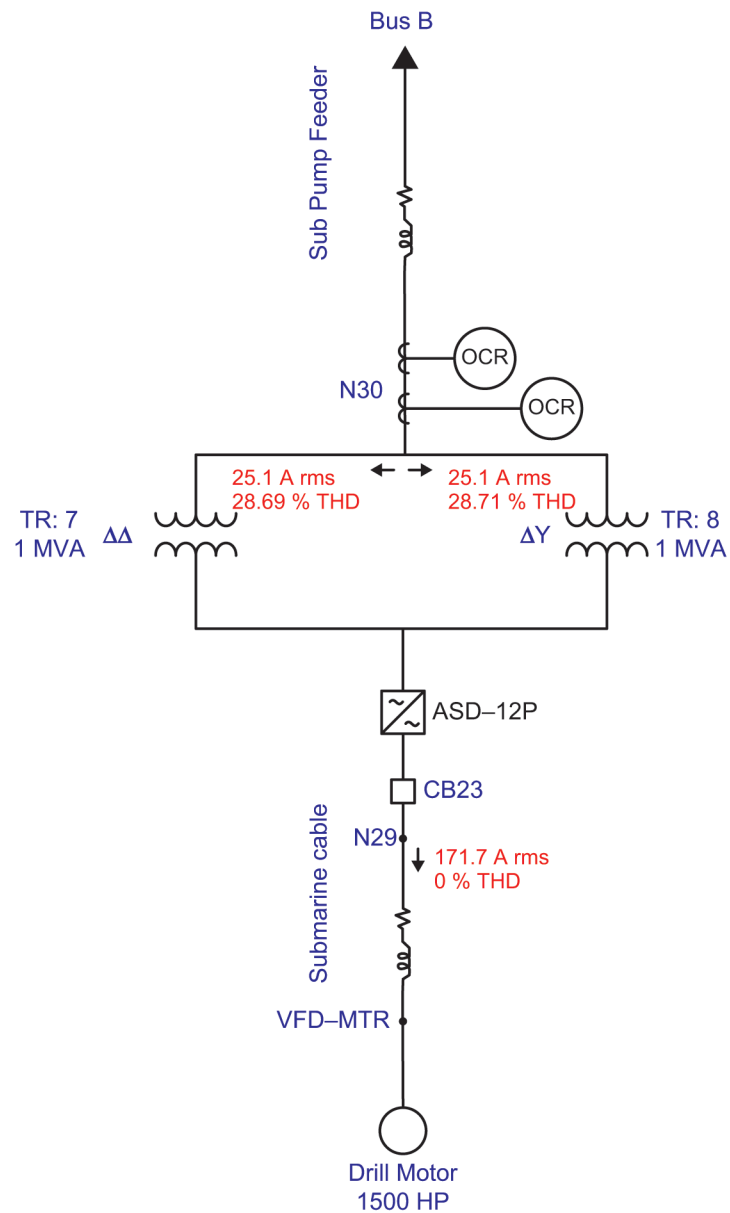 Bus B
Sub Pump Feeder
OCR
N30
OCR
25.1 A rms
28.69 % THD
25.1 A rms
28.71 % THD
TR: 7
1 MVA
ΔΔ
ΔY
TR: 8
1 MVA
ASD–12P
CB23
N29
171.7 A rms
0 % THD
Submarine cable
VFD–MTR
Drill Motor
1500 HP